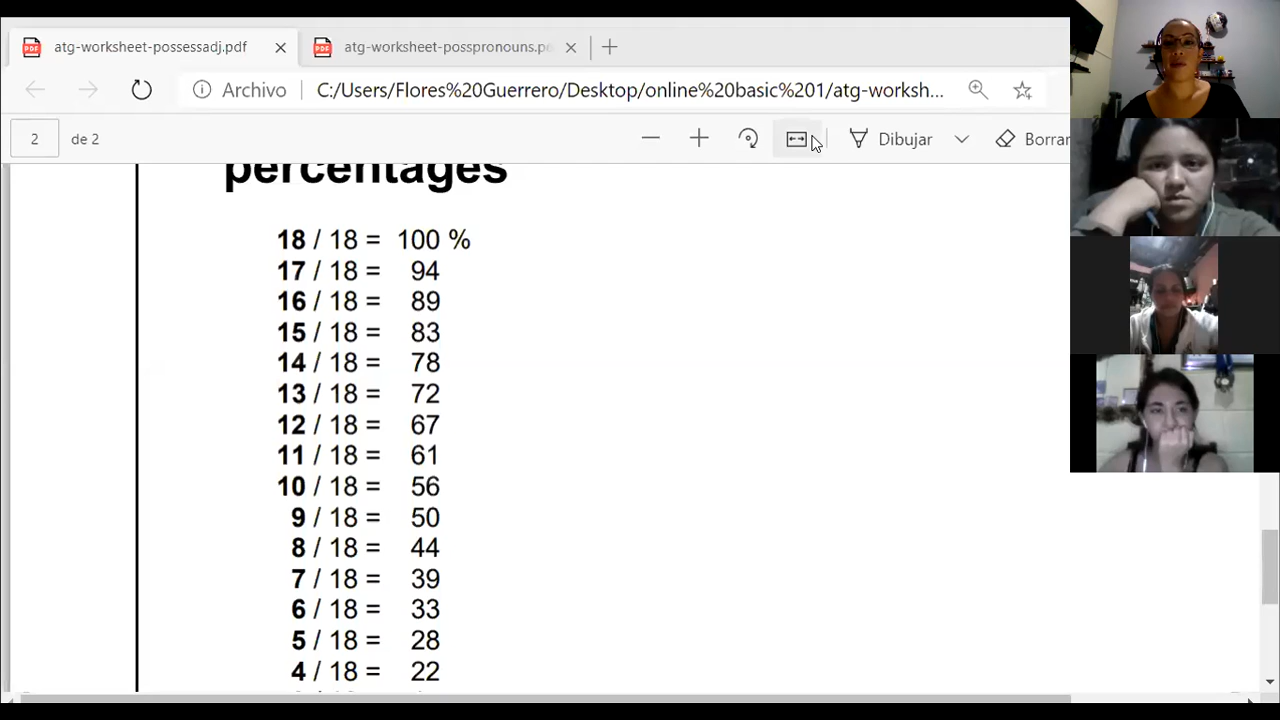 atg-worksheet-possessadj.pdf
atg-worksheet-posspronouns.p
Archivo
C:/Users/Flores%20Guerrero/Desktop/online%20basic%201/atg-worksh...
2
de 2
Dibujar
Borrar
percentages
18 / 18 = 100 %
17 / 18 = 94
16 / 18 = 89
15 / 18 = 83
14 / 18 = 78
13 / 18 = 72
12 / 18 = 67
11 / 18 = 61
10 / 18 = 56
9 / 18 = 50
8 / 18 = 44
7 / 18 = 39
6 / 18 = 33
5 / 18 = 28
4 / 18 = 22